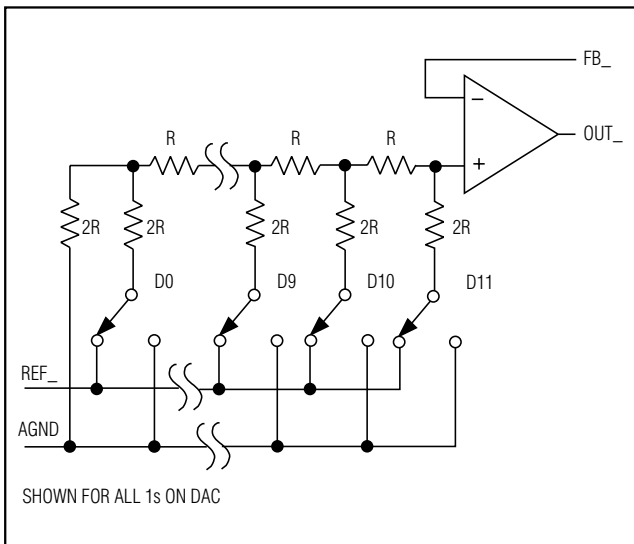 FB_
−
OUT_
+
R
R
R
2R
2R
2R
2R
2R
D0
D9
D10
D11
REF_
AGND
SHOWN FOR ALL 1s ON DAC